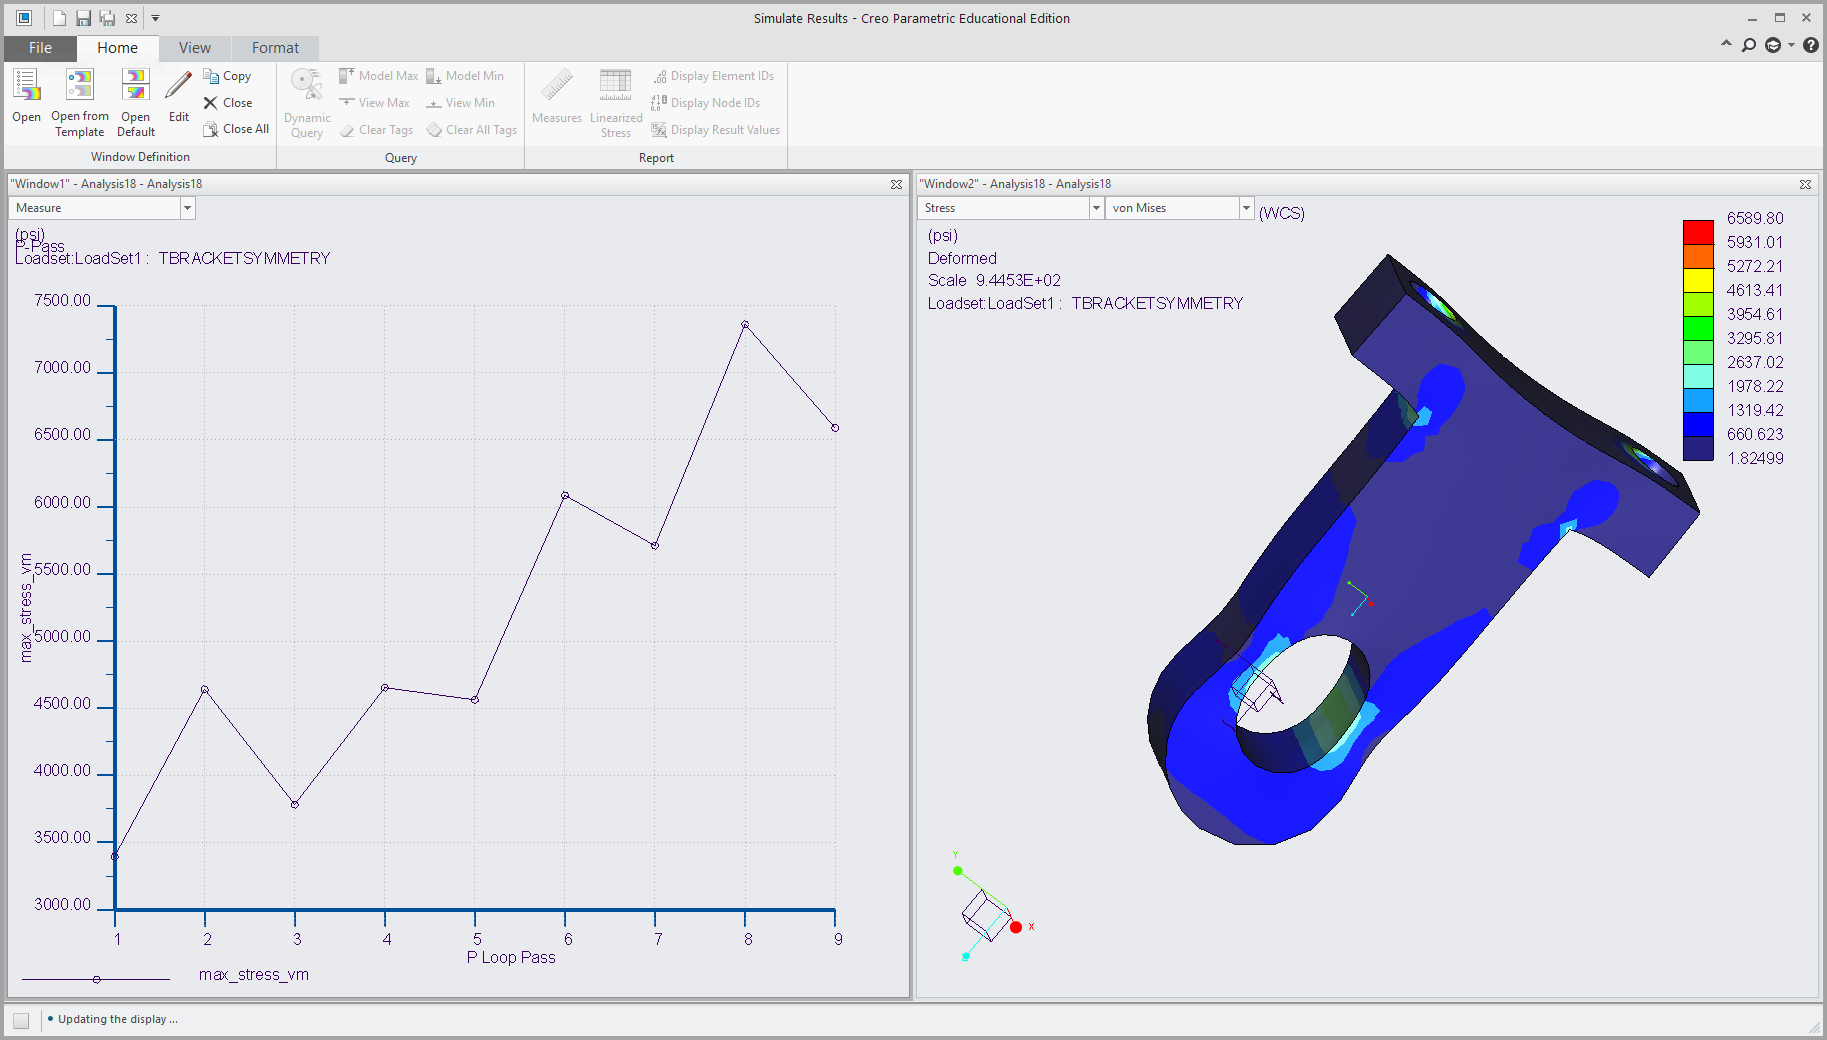 Simulate Results - Creo Parametric Educational Edition
File Home View Format
Open
Open from Template
Open Default
Edit
Copy
Close
Close All
Window Definition
Dynamic Query
Model Max
View Max
Clear Tags
Model Min
View Min
Clear All Tags
Query
Measures
Linearized Stress
Display Element IDs
Display Node IDs
Display Result Values
Report
"Window1" - Analysis18 - Analysis18
Measure
(psi)
P-Pass
Loadset:LoadSet1 : TBRACKETSYMMETRY
7500.00
7000.00
6500.00
6000.00
5500.00
5000.00
4500.00
4000.00
3500.00
3000.00
max_stress_vm
1 2 3 4 5 6 7 8 9
P Loop Pass
max_stress_vm
"Window2" - Analysis18 - Analysis18
Stress
von Mises
(WCS)
(psi)
Deformed
Scale 9.4453E+02
Loadset:LoadSet1 : TBRACKETSYMMETRY
6589.80
5931.01
5272.21
4613.41
3954.61
3295.81
2637.02
1978.22
1319.42
660.623
1.82499
Y
X
Updating the display ...